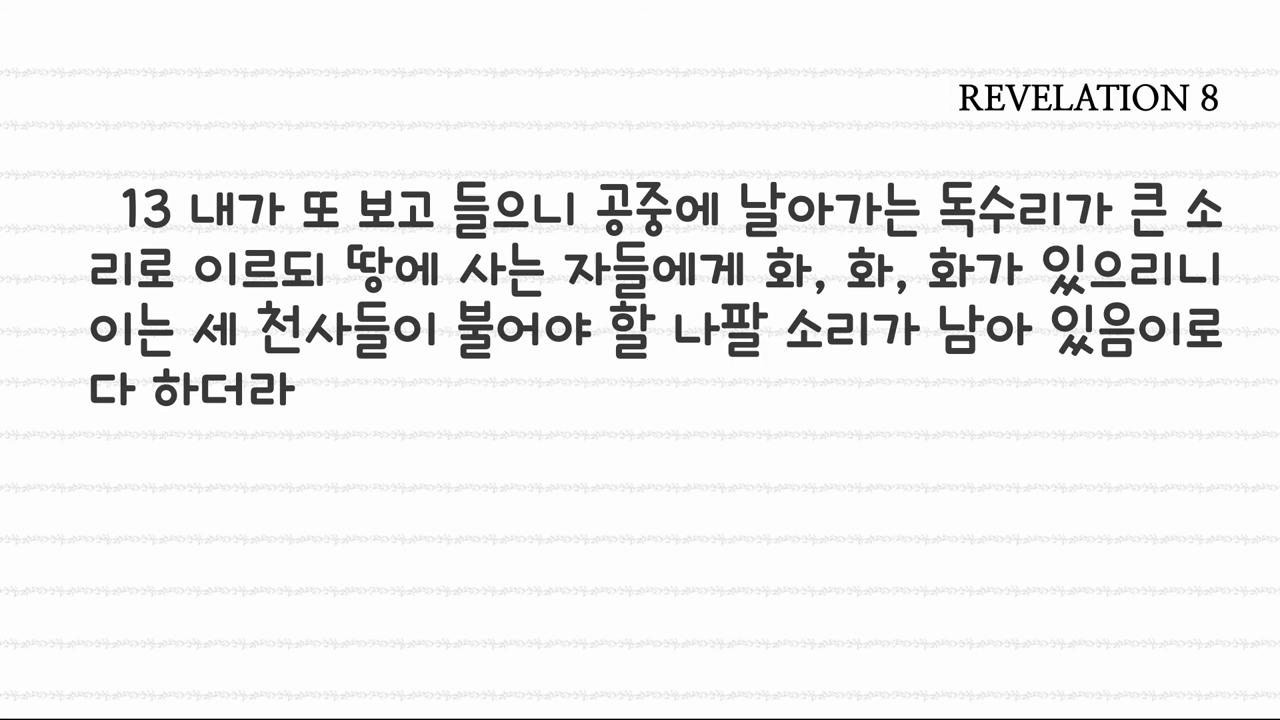 REVELATION 8
13 내가 또 보고 들으니 공중에 날아가는 독수리가 큰 소
리로 이르되 땅에 사는 자들에게 화, 화, 화가 있으리니
이는 세 천사들이 불어야 할 나팔 소리가 남아 있음이로
다 하더라